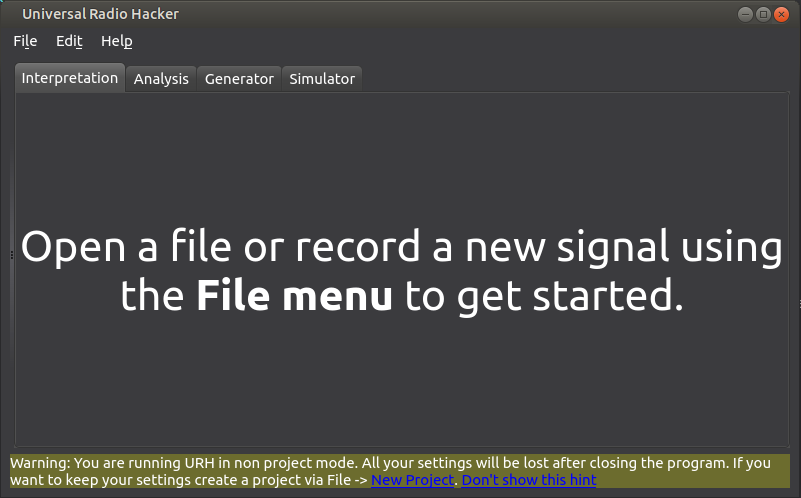 Universal Radio Hacker
File Edit Help
Interpretation Analysis Generator Simulator
Open a file or record a new signal using
the File menu to get started.
Warning: You are running URH in non project mode. All your settings will be lost after closing the program. If you
want to keep your settings create a project via File -> New Project. Don't show this hint